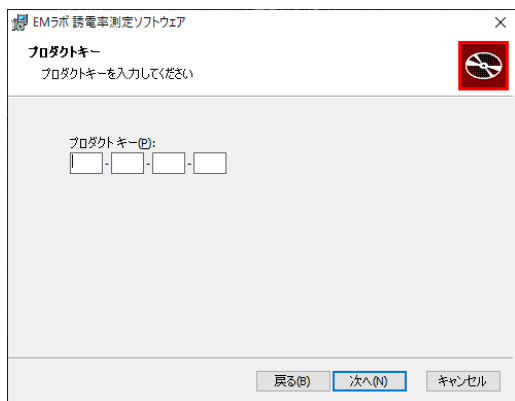 EMラボ 誘電率測定ソフトウェア
プロダクトキー
プロダクトキーを入力してください
プロダクト キー(P):
- - -
戻る(B) 次へ(N) キャンセル